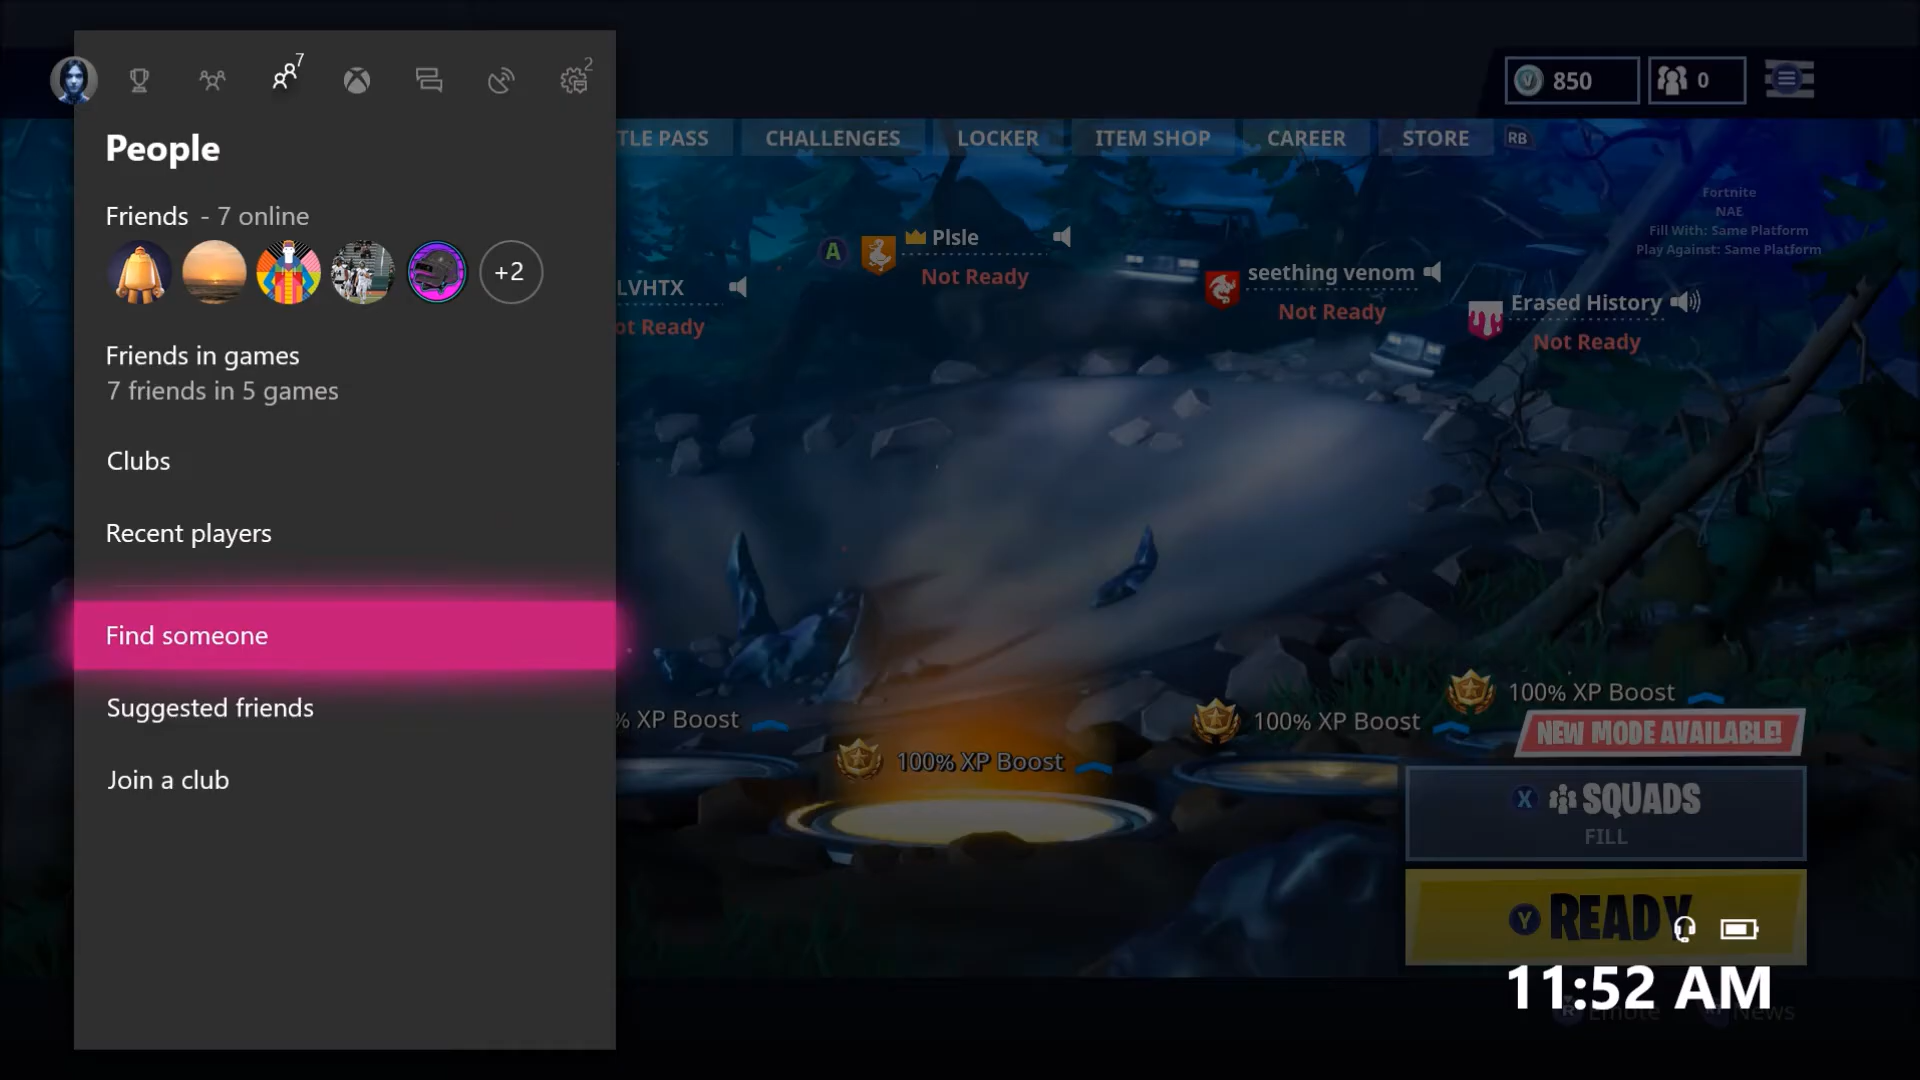 7
2
People
Friends - 7 online
+2
Friends in games
7 friends in 5 games
Clubs
Recent players
Find someone
Suggested friends
Join a club
850
0
TLE PASS
CHALLENGES
LOCKER
ITEM SHOP
CAREER
STORE
RB
Fortnite
NAE
Fill With: Same Platform
Play Against: Same Platform
LVHTX
ot Ready
A
Plsle
Not Ready
seething venom
Not Ready
Erased History
Not Ready
% XP Boost
100% XP Boost
100% XP Boost
100% XP Boost
NEW MODE AVAILABLE!
X SQUADS
FILL
Y READY
11:52 AM
Emote
News